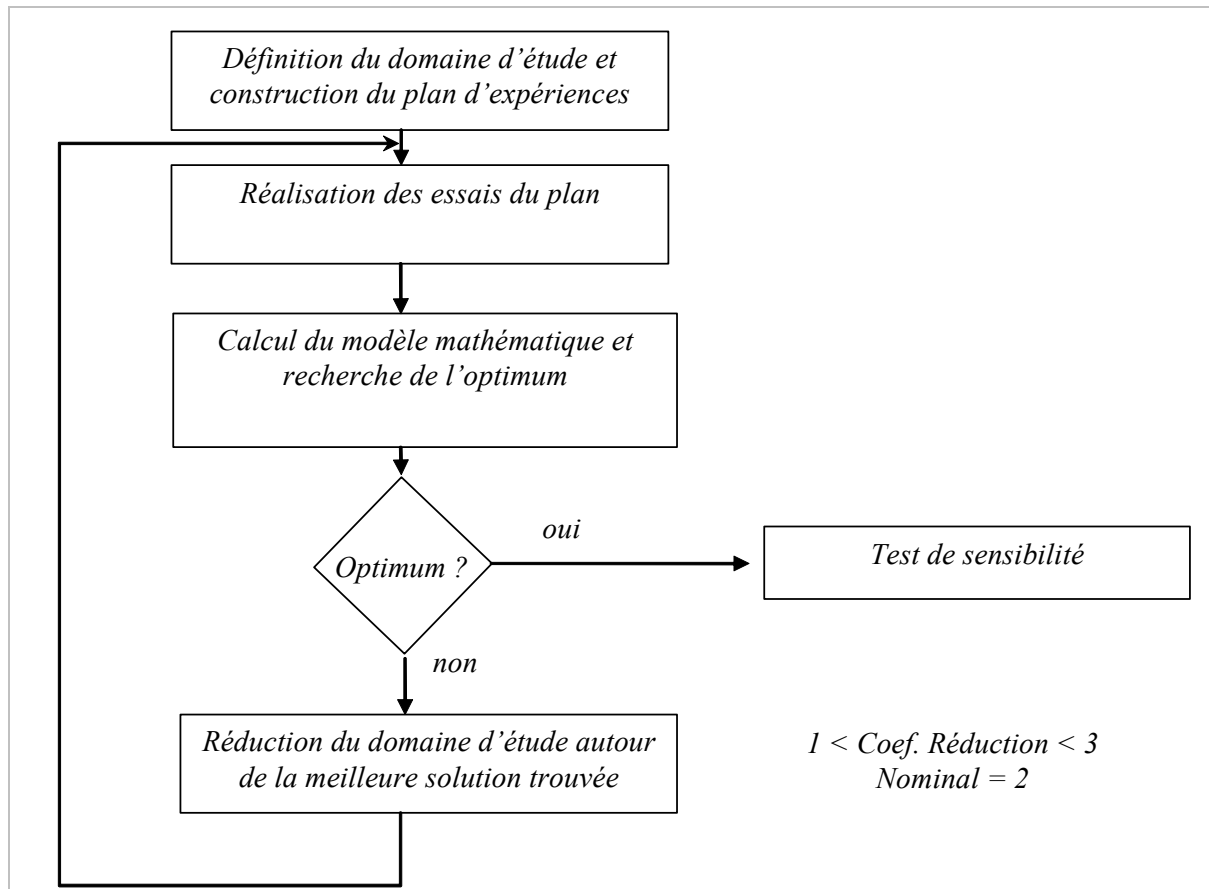 Définition du domaine d’étude et
construction du plan d’expériences
Réalisation des essais du plan
Calcul du modèle mathématique et
recherche de l’optimum
oui
Optimum ?
Test de sensibilité
non
Réduction du domaine d’étude autour
de la meilleure solution trouvée
1 < Coef. Réduction < 3
Nominal = 2